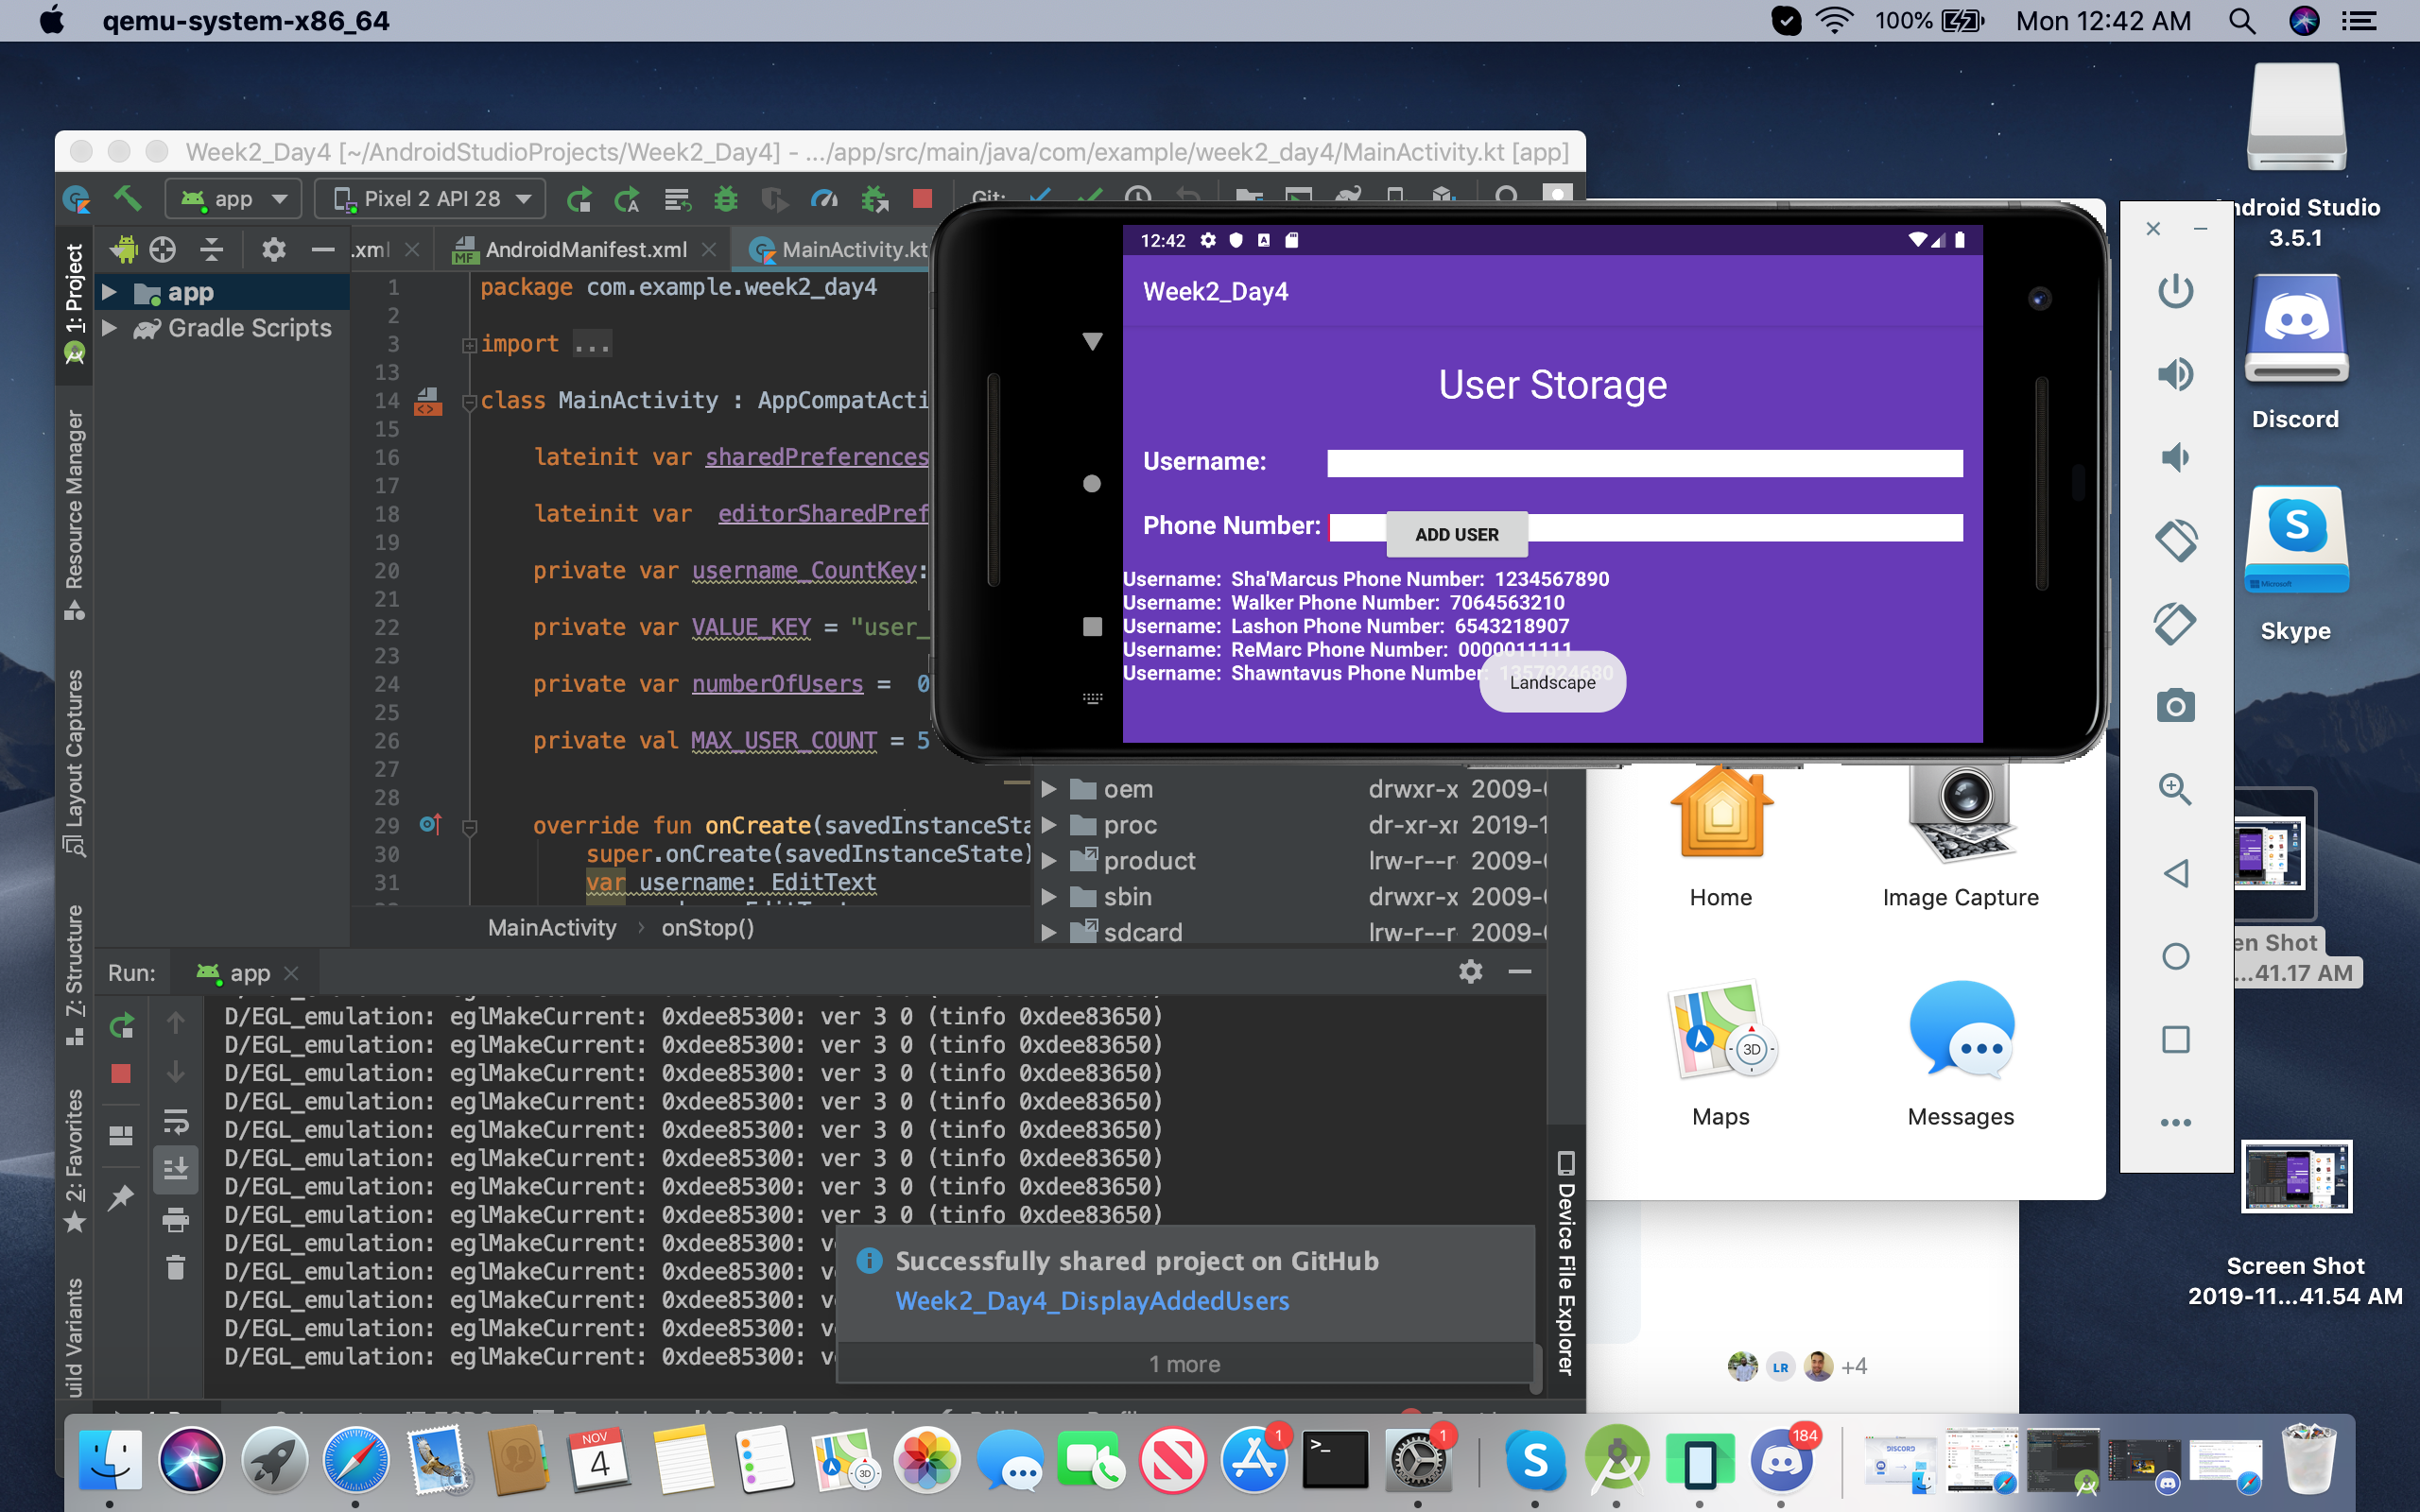 qemu-system-x86_64
100%
Mon 12:42 AM
Week2_Day4 [~/AndroidStudioProjects/Week2_Day4] - .../app/src/main/java/com/example/week2_day4/MainActivity.kt [app]
app
Pixel 2 API 28
Git:
.xml
AndroidManifest.xml
MainActivity.kt
1: Project
Resource Manager
Layout Captures
7: Structure
2: Favorites
uild Variants
app
Gradle Scripts
1 package com.example.week2_day4
2
3 import ...
13
14 class MainActivity : AppCompatActi
15
16 lateinit var sharedPreferences
17
18 lateinit var editorSharedPref
19
20 private var username_CountKey:
21
22 private var VALUE_KEY = "user_
23
24 private var numberOfUsers = 0
25
26 private val MAX_USER_COUNT = 5
27
28
29 override fun onCreate(savedInstanceSta
30 super.onCreate(savedInstanceState)
31 var username: EditText
MainActivity › onStop()
oem drwxr-x 2009-
proc dr-xr-xr 2019-1
product lrw-r--r- 2009-
sbin drwxr-x 2009-
sdcard lrw-r--r- 2009-
Device File Explorer
12:42
Week2_Day4
User Storage
Username:
Phone Number:
ADD USER
Username: Sha'Marcus Phone Number: 1234567890
Username: Walker Phone Number: 7064563210
Username: Lashon Phone Number: 6543218907
Username: ReMarc Phone Number: 0000011111
Username: Shawntavus Phone Number: 1357924680
Landscape
Run:
app
D/EGL_emulation: eglMakeCurrent: 0xdee85300: ver 3 0 (tinfo 0xdee83650)
D/EGL_emulation: eglMakeCurrent: 0xdee85300: ver 3 0 (tinfo 0xdee83650)
D/EGL_emulation: eglMakeCurrent: 0xdee85300: ver 3 0 (tinfo 0xdee83650)
D/EGL_emulation: eglMakeCurrent: 0xdee85300: ver 3 0 (tinfo 0xdee83650)
D/EGL_emulation: eglMakeCurrent: 0xdee85300: ver 3 0 (tinfo 0xdee83650)
D/EGL_emulation: eglMakeCurrent: 0xdee85300: ver 3 0 (tinfo 0xdee83650)
D/EGL_emulation: eglMakeCurrent: 0xdee85300: ver 3 0 (tinfo 0xdee83650)
D/EGL_emulation: eglMakeCurrent: 0xdee85300: ver 3 0 (tinfo 0xdee83650)
D/EGL_emulation: eglMakeCurrent: 0xdee85300: v
D/EGL_emulation: eglMakeCurrent: 0xdee85300: v
D/EGL_emulation: eglMakeCurrent: 0xdee85300: v
D/EGL_emulation: eglMakeCurrent: 0xdee85300: v
D/EGL_emulation: eglMakeCurrent: 0xdee85300: v
Successfully shared project on GitHub
Week2_Day4_DisplayAddedUsers
1 more
Home
Image Capture
Maps
3D
Messages
LR
+4
ndroid Studio
3.5.1
Discord
Skype
Microsoft
en Shot
...41.17 AM
Screen Shot
2019-11...41.54 AM
NOV
4
3D
1
1
184
DISCORD